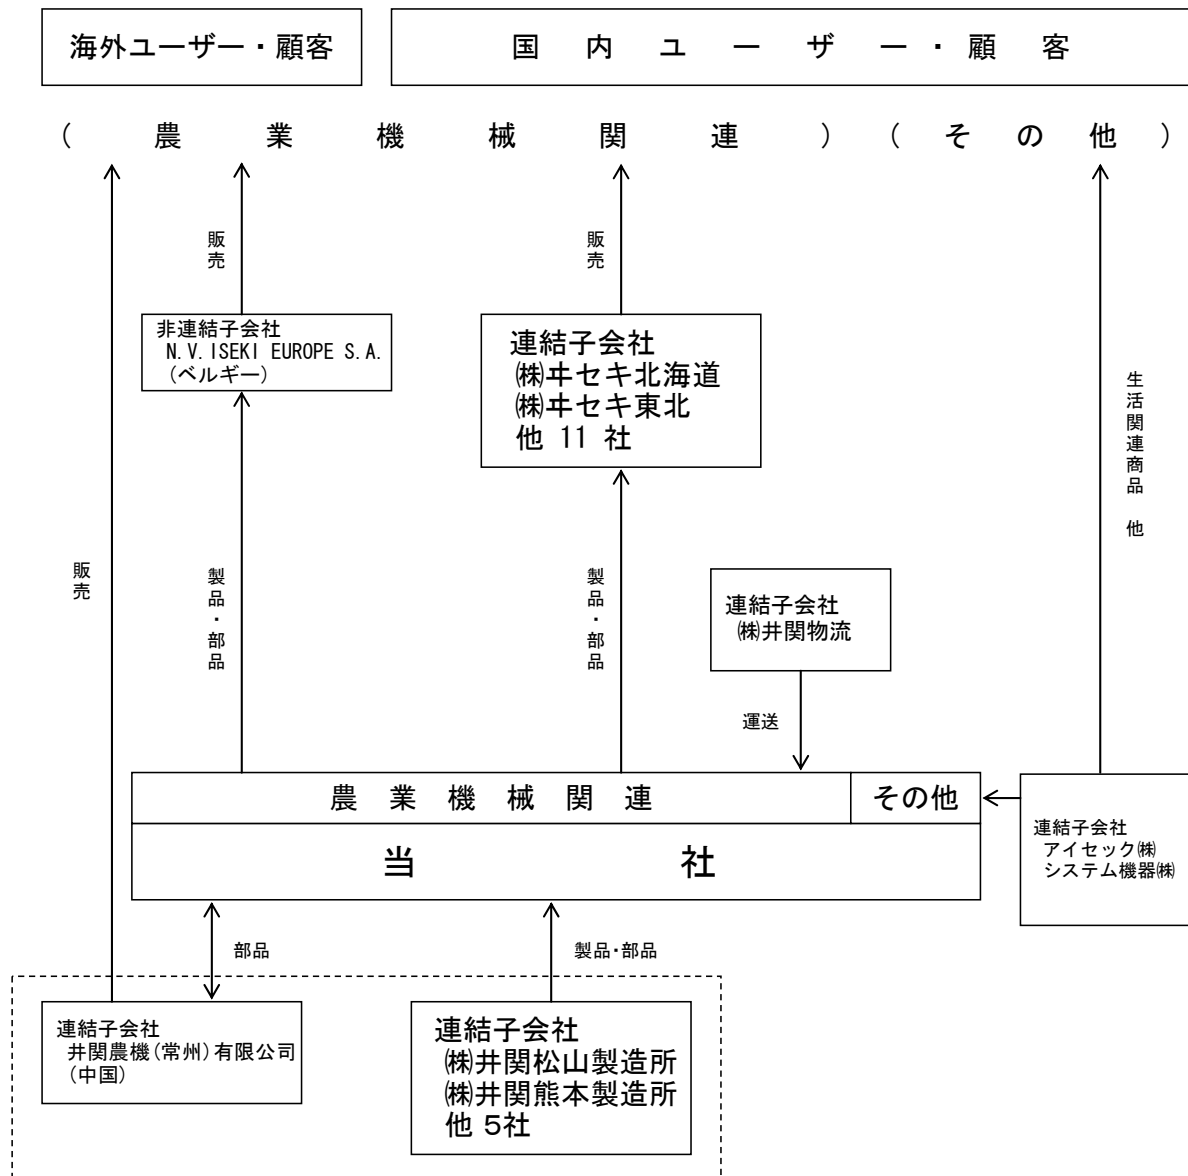 海外ユーザー・顧客
国内ユーザー・顧客
(農業機械関連)(その他)
販売
販売
非連結子会社
N.V.ISEKI EUROPE S.A.
(ベルギー)
連結子会社
㈱ヰセキ北海道
㈱ヰセキ東北
他 11 社
生活関連商品 他
販売
製品・部品
製品・部品
連結子会社
㈱井関物流
運送
農業機械関連
その他
当社
連結子会社
アイセック㈱
システム機器㈱
部品
製品・部品
連結子会社
井関農機(常州)有限公司
(中国)
連結子会社
㈱井関松山製造所
㈱井関熊本製造所
他 5社